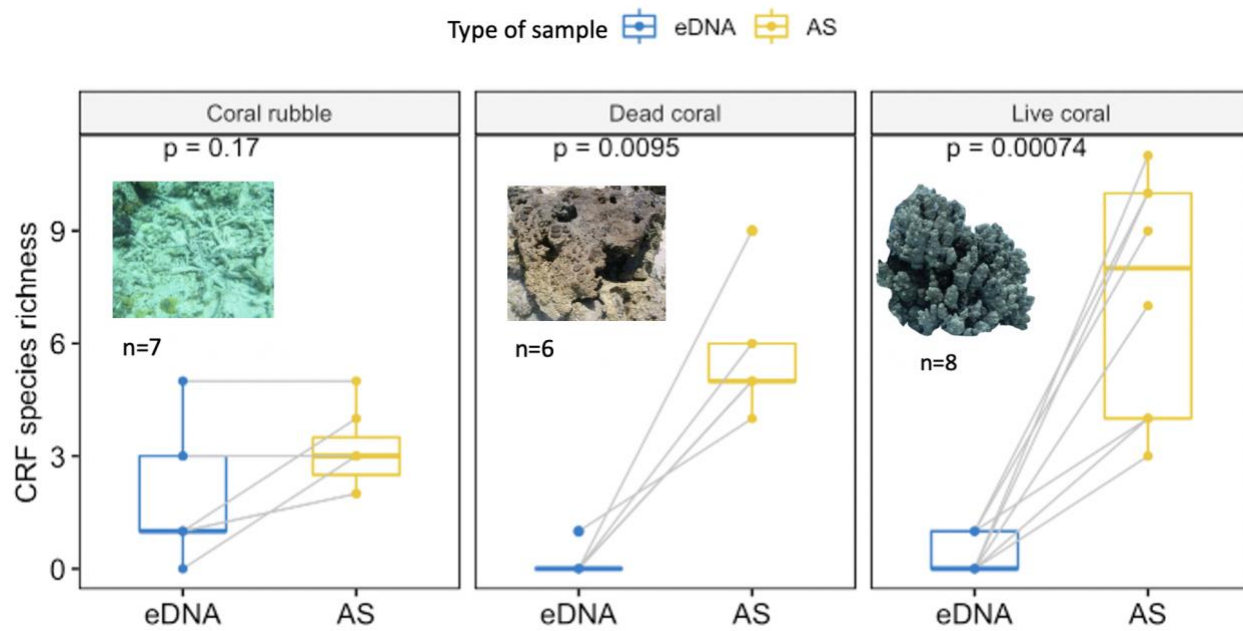 Type of sample eDNA AS
Coral rubble Dead coral Live coral
p = 0.17 p = 0.0095 p = 0.00074
CRF species richness
9
6
3
0
n=7 n=6 n=8
eDNA AS eDNA AS eDNA AS